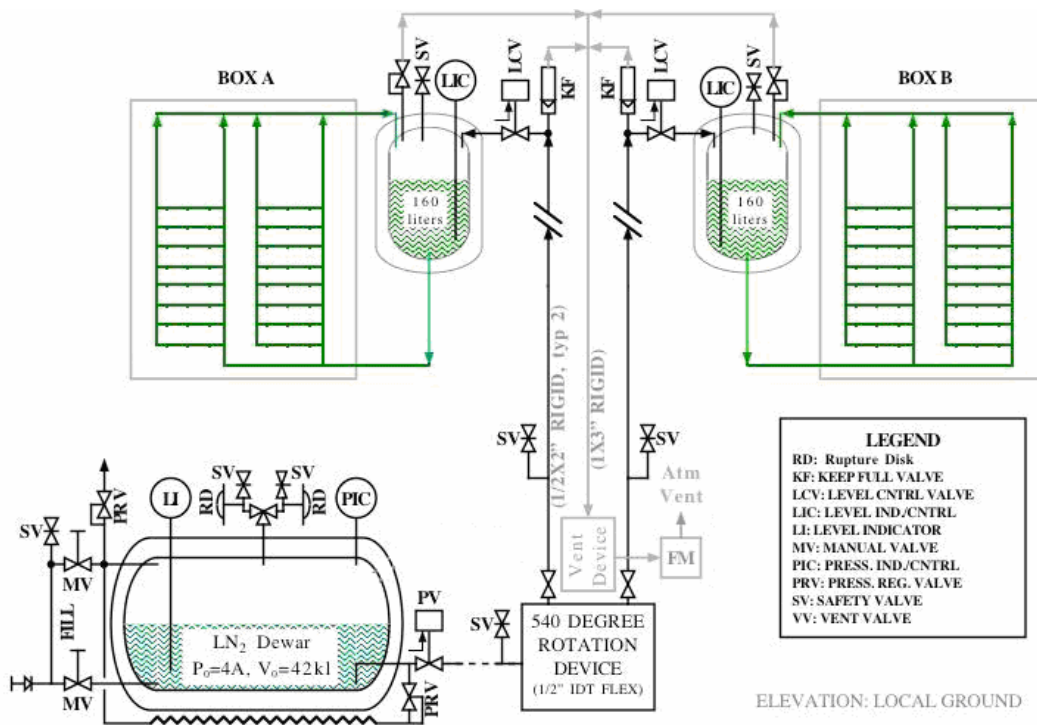 BOX A
SV
LIC
LCV
KF
KF
LCV
LIC
SV
BOX B
160
liters
160
liters
(1/2X2” RIGID, typ 2)
(1X3” RIGID)
SV
SV
Atm
Vent
Vent
Device
FM
LEGEND
RD: Rupture Disk
KF: KEEP FULL VALVE
LCV: LEVEL CNTRL VALVE
LIC: LEVEL IND./CNTRL
LI: LEVEL INDICATOR
MV: MANUAL VALVE
PIC: PRESS. IND./CNTRL
PRV: PRESS. REG. VALVE
SV: SAFETY VALVE
VV: VENT VALVE
SV
PRV
MV
LI
SV
SV
RD
RD
PIC
FILL
MV
LN2 Dewar
Po=4A, Vo=42kl
PV
PRV
SV
540 DEGREE
ROTATION
DEVICE
(1/2” IDT FLEX)
ELEVATION: LOCAL GROUND